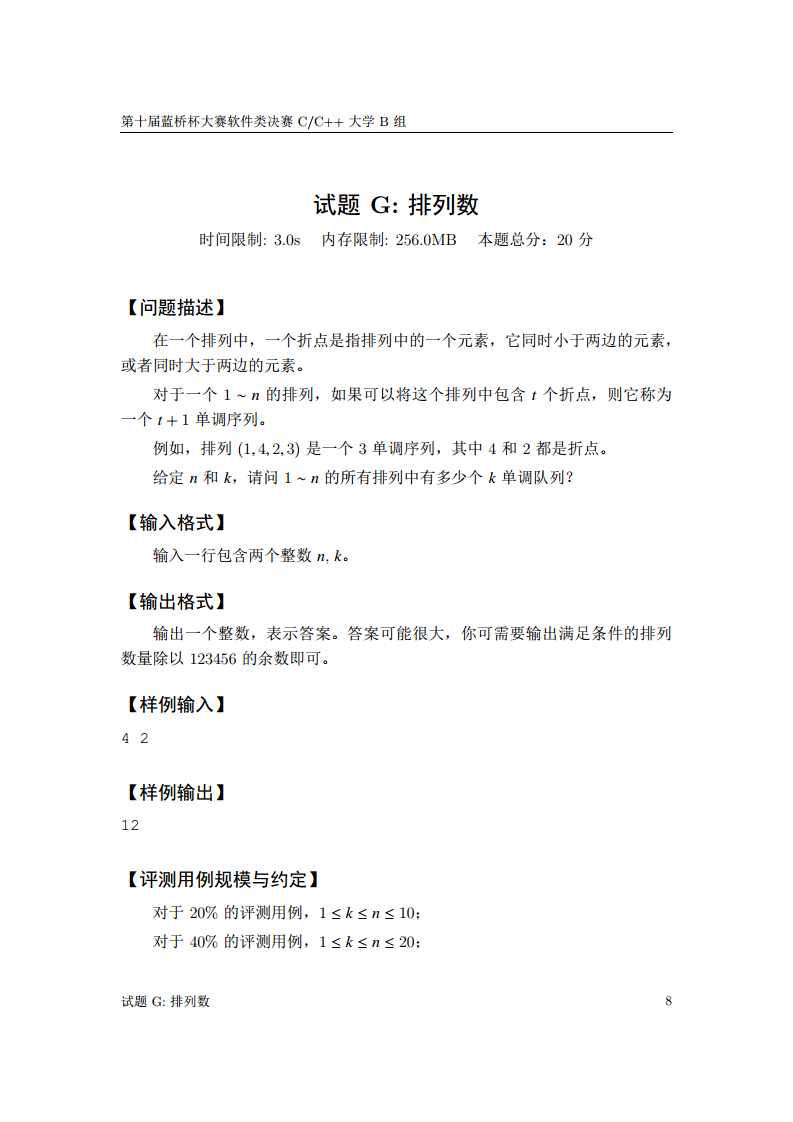 第十届蓝桥杯大赛软件类决赛 C/C++ 大学 B 组
试题 G: 排列数
时间限制: 3.0s 内存限制: 256.0MB 本题总分：20 分
【问题描述】
在一个排列中，一个折点是指排列中的一个元素，它同时小于两边的元素，
或者同时大于两边的元素。
对于一个 1 ∼ n 的排列，如果可以将这个排列中包含 t 个折点，则它称为
一个 t + 1 单调序列。
例如，排列 (1, 4, 2, 3) 是一个 3 单调序列，其中 4 和 2 都是折点。
给定 n 和 k，请问 1 ∼ n 的所有排列中有多少个 k 单调队列？
【输入格式】
输入一行包含两个整数 n, k。
【输出格式】
输出一个整数，表示答案。答案可能很大，你可需要输出满足条件的排列
数量除以 123456 的余数即可。
【样例输入】
4 2
【样例输出】
12
【评测用例规模与约定】
对于 20% 的评测用例，1 ≤ k ≤ n ≤ 10；
对于 40% 的评测用例，1 ≤ k ≤ n ≤ 20；
试题 G: 排列数 8